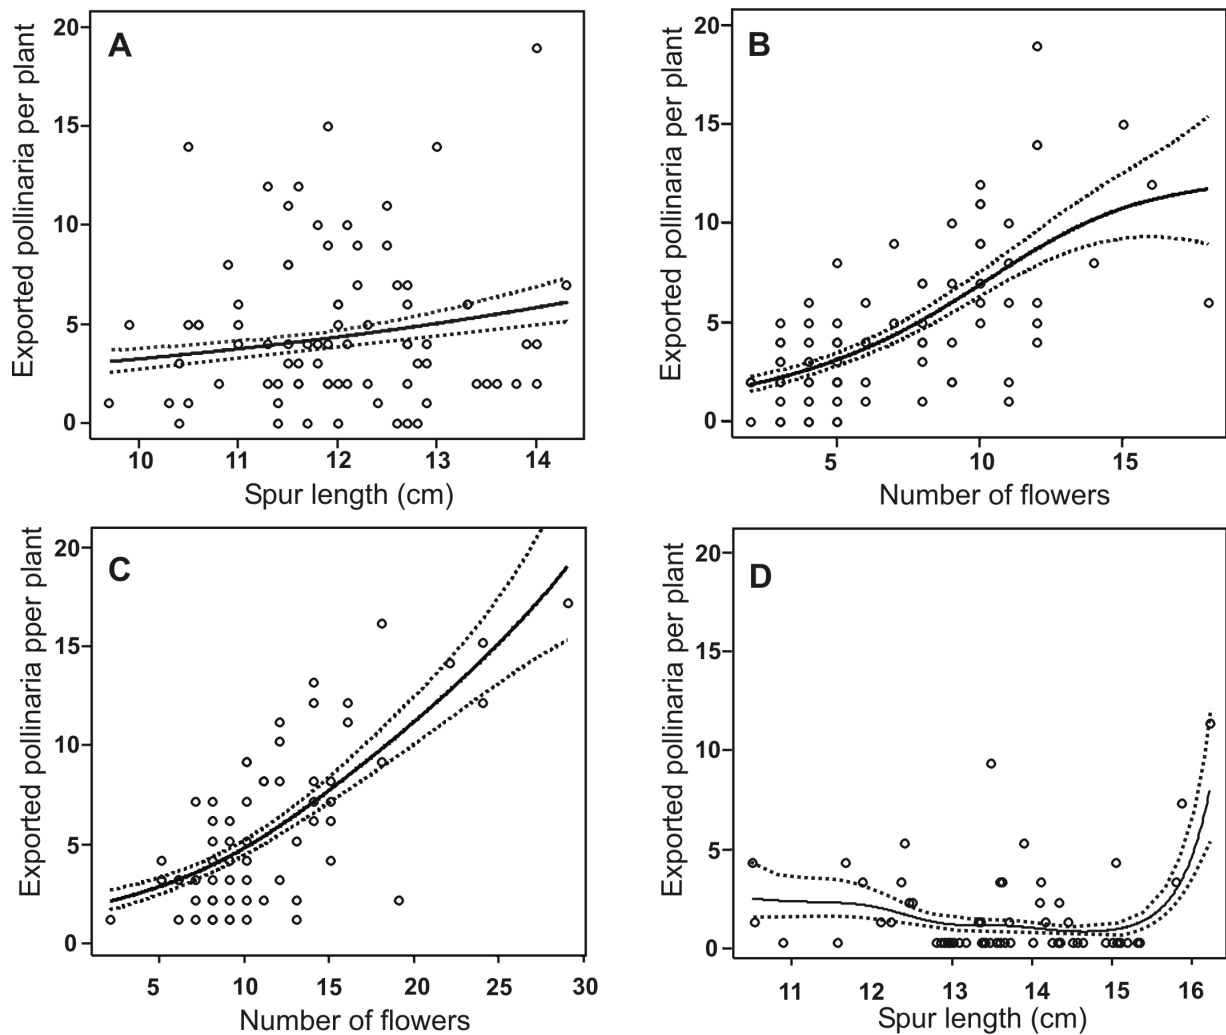 A
Exported pollinaria per plant
20
15
10
5
0
10 11 12 13 14
Spur length (cm)
B
Exported pollinaria per plant
20
15
10
5
0
5 10 15
Number of flowers
C
Exported pollinaria pper plant
20
15
10
5
0
5 10 15 20 25 30
Number of flowers
D
Exported pollinaria per plant
20
15
10
5
0
11 12 13 14 15 16
Spur length (cm)